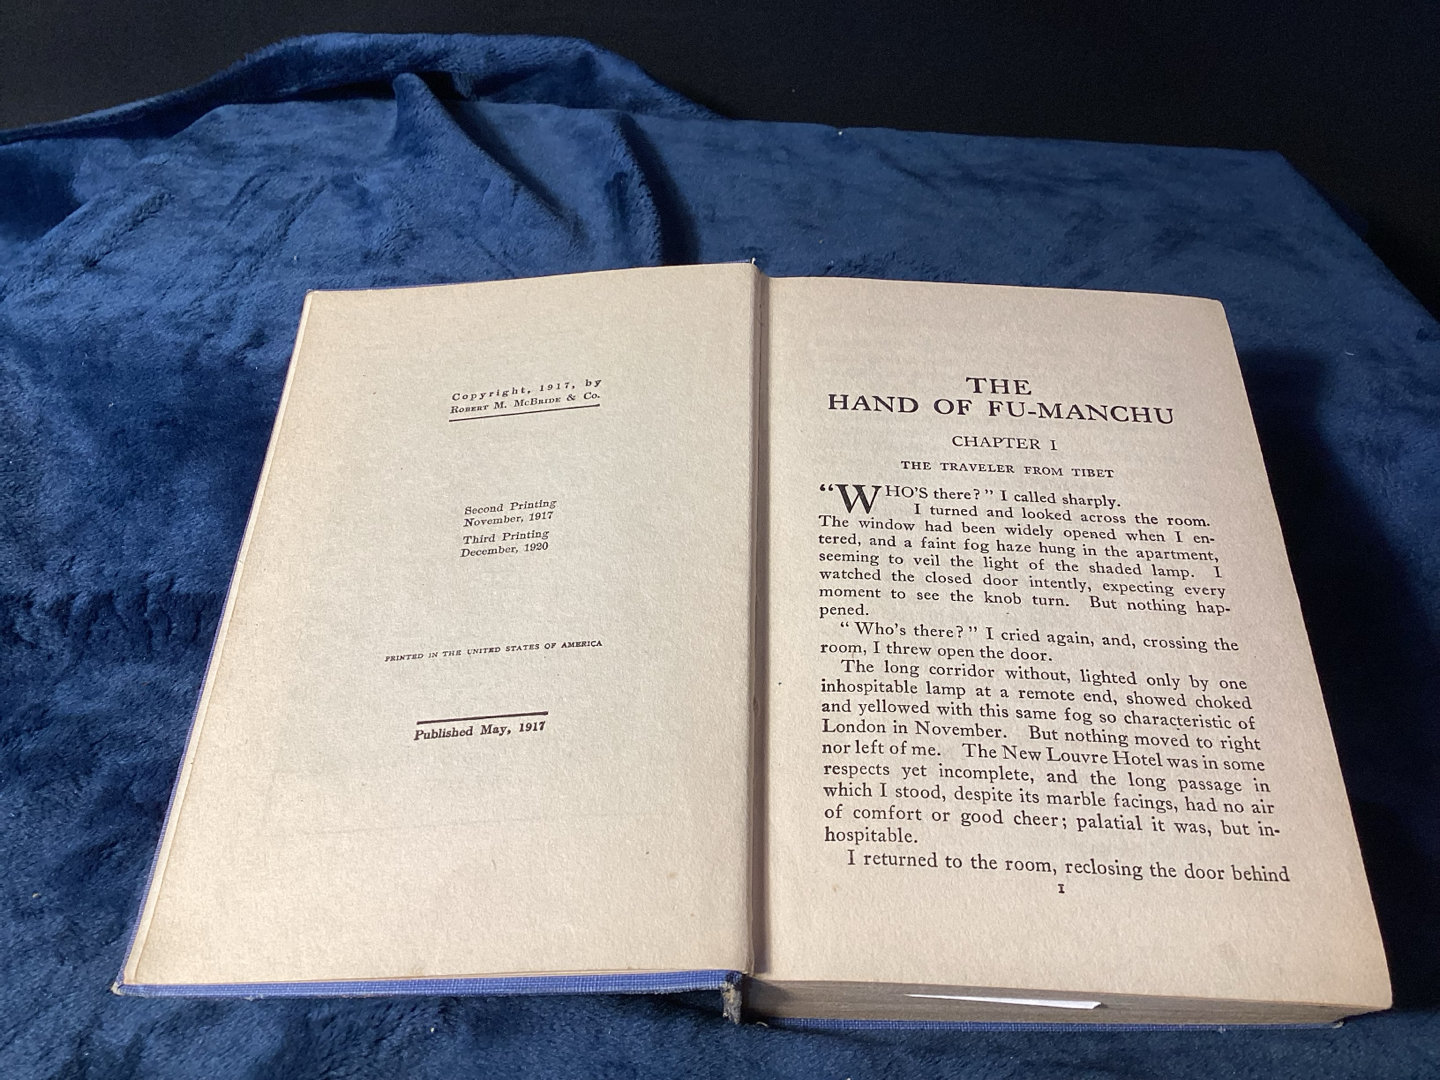 Copyright, 1917, by
ROBERT M. MCBRIDE & Co.
Second Printing
November, 1917
Third Printing
December, 1920
PRINTED IN THE UNITED STATES OF AMERICA
Published May, 1917
THE
HAND OF FU-MANCHU
CHAPTER I
THE TRAVELER FROM TIBET
“WHO'S there?” I called sharply.
I turned and looked across the room.
The window had been widely opened when I en-
tered, and a faint fog haze hung in the apartment,
seeming to veil the light of the shaded lamp. I
watched the closed door intently, expecting every
moment to see the knob turn. But nothing hap-
pened.
“Who's there?” I cried again, and, crossing the
room, I threw open the door.
The long corridor without, lighted only by one
inhospitable lamp at a remote end, showed choked
and yellowed with this same fog so characteristic of
London in November. But nothing moved to right
nor left of me. The New Louvre Hotel was in some
respects yet incomplete, and the long passage in
which I stood, despite its marble facings, had no air
of comfort or good cheer; palatial it was, but in-
hospitable.
I returned to the room, reclosing the door behind
1